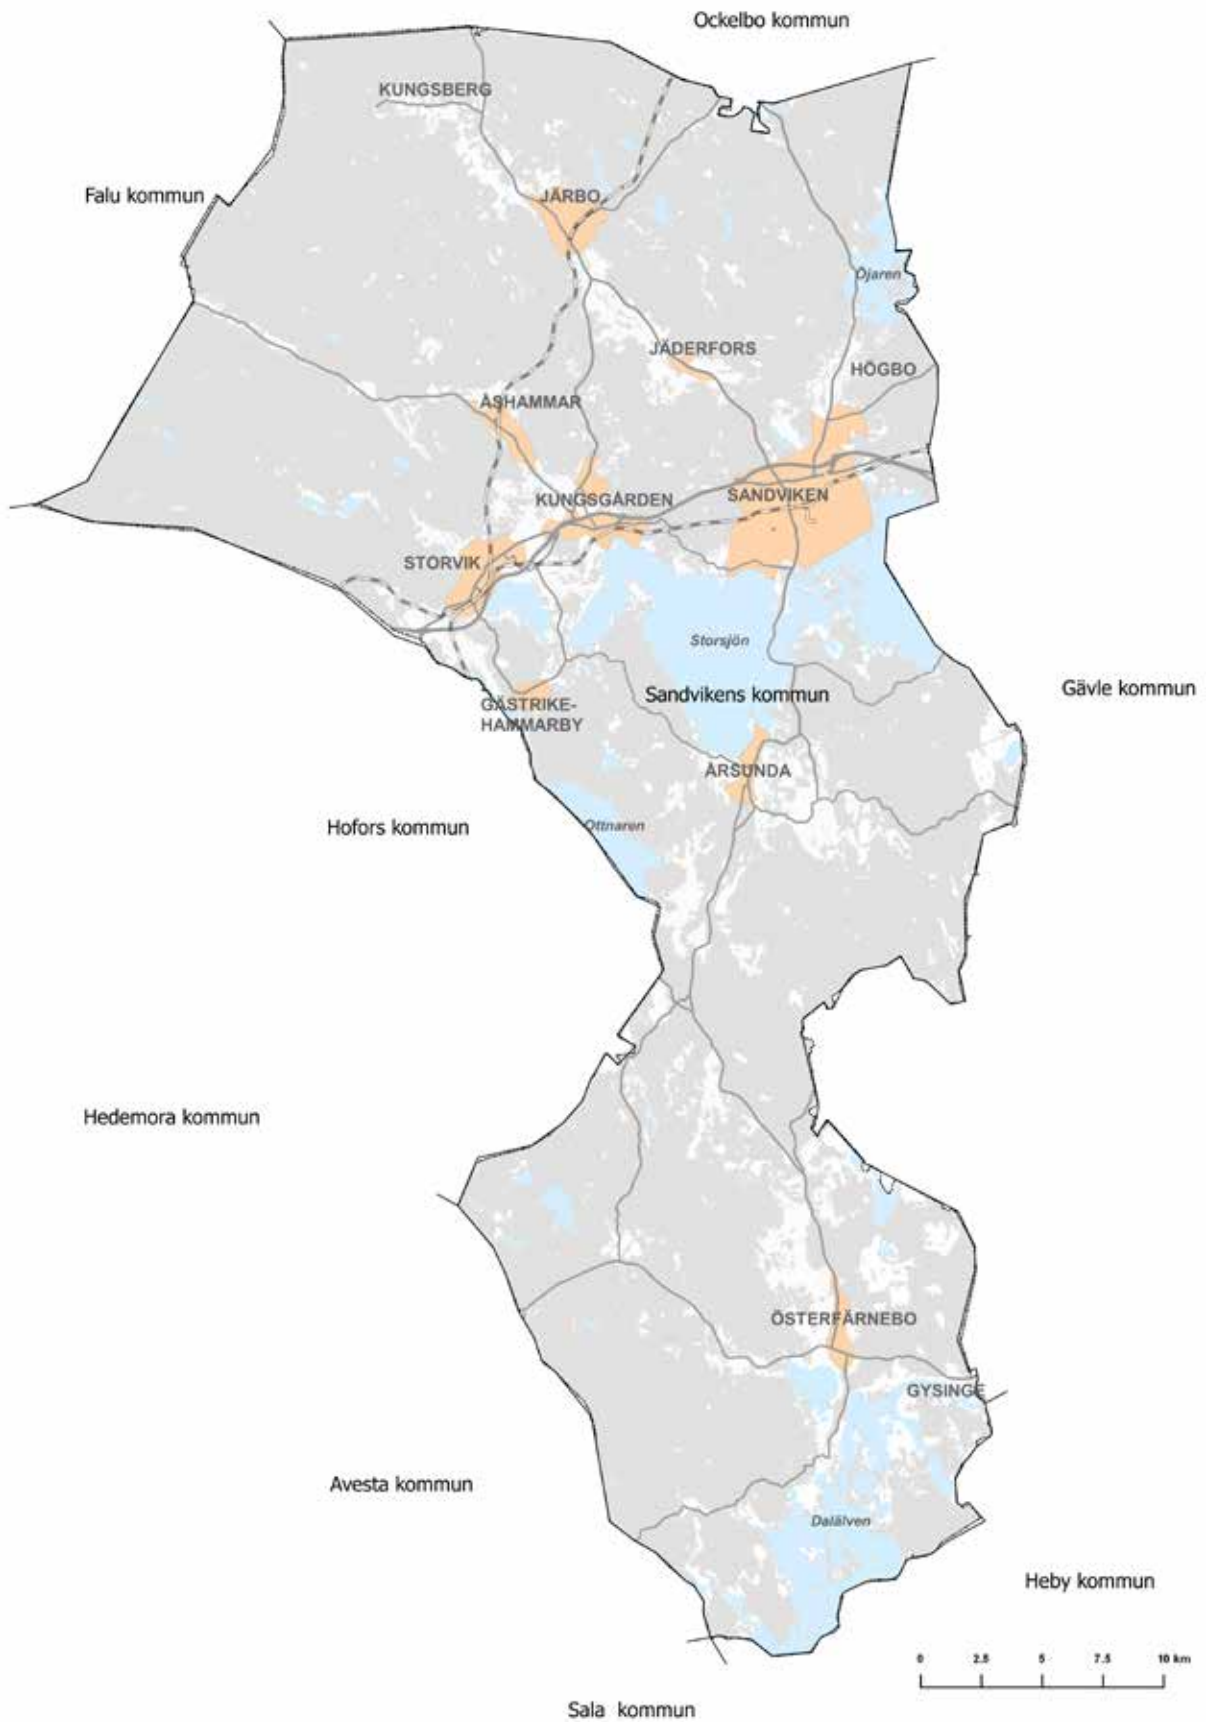 Ockelbo kommun
KUNGSBERG
Falu kommun
JÄRBO
Öjaren
JÄDERFORS
HÖGBO
ÅSHAMMAR
KUNGSGÅRDEN
SANDVIKEN
STORVIK
Storsjön
Sandvikens kommun
Gävle kommun
GÄSTRIKE-
HAMMARBY
ÅRSUNDA
Hofors kommun
Ottnaren
Hedemora kommun
ÖSTERFÄRNEBO
GYSINGE
Avesta kommun
Dalälven
Heby kommun
0 2.5 5 7.5 10 km
Sala kommun